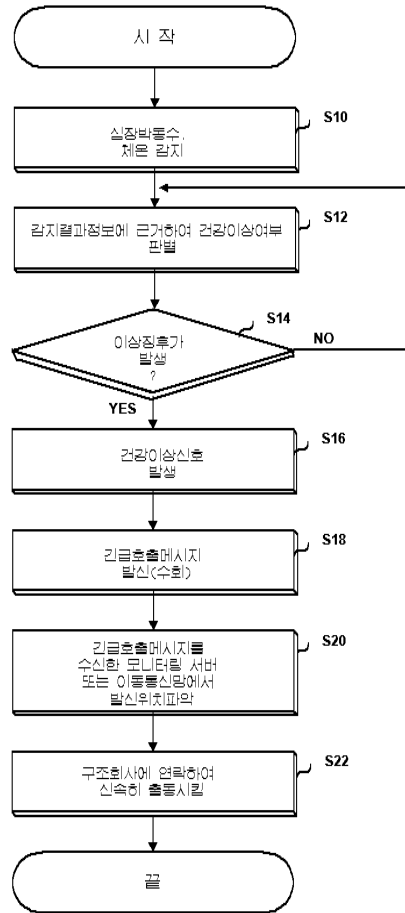 시 작
S10
심장박동수,
체온 감지
S12
감지결과정보에 근거하여 건강이상여부
판별
S14
이상징후가
발생
?
NO
YES
S16
건강이상신호
발생
S18
긴급호출메시지
발신(수회)
S20
긴급호출메시지를
수신한 모니터링 서버
또는 이동통신망에서
발신위치파악
S22
구조회사에 연락하여
신속히 출동시킴
끝